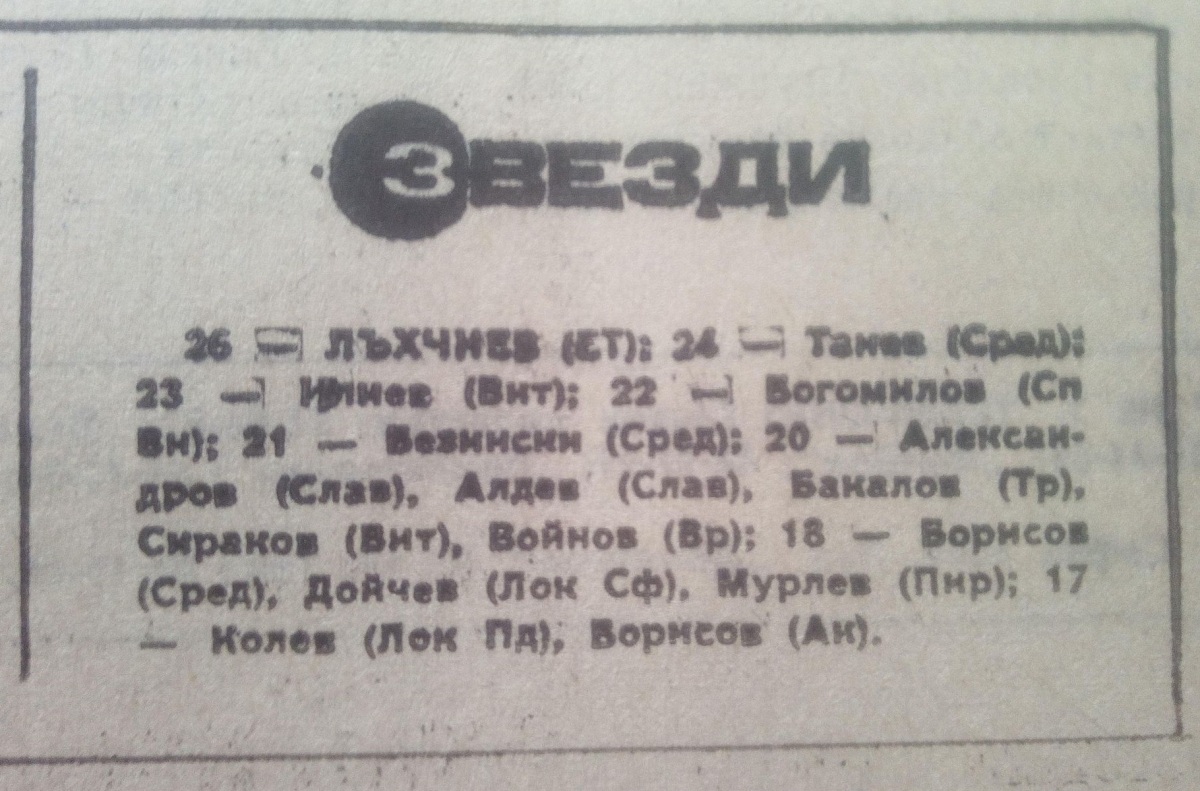 ЗВЕЗДИ
26 — ЛЪХЧИЕВ (ЕТ); 24 — Танев (Сред);
23 — Илиев (Вит); 22 — Богомилов (Сп
Вн); 21 — Везински (Сред); 20 — Алексан-
дров (Слав), Алдев (Слав), Бакалов (Тр),
Сираков (Вит), Войнов (Вр); 18 — Борисов
(Сред), Дойчев (Лок Сф), Мурлев (Пир); 17
— Колев (Лок Пд), Борисов (Ак).